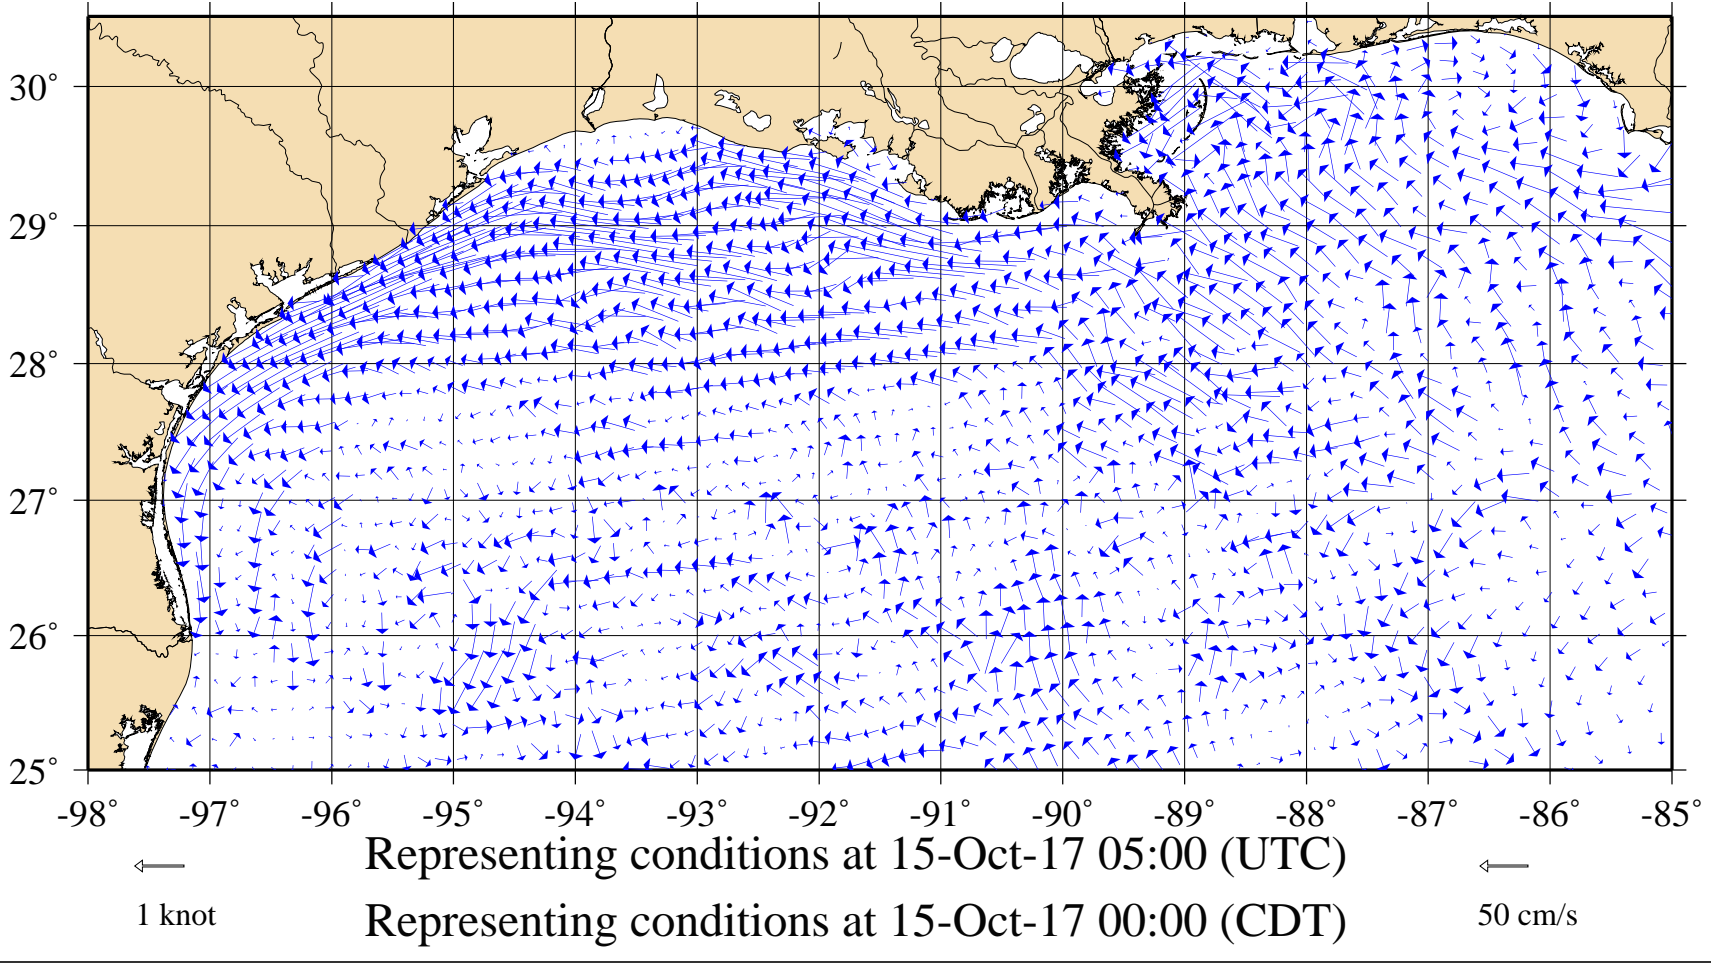 30°
29°
28°
27°
26°
25°
-98° -97° -96° -95° -94° -93° -92° -91° -90° -89° -88° -87° -86° -85°
Representing conditions at 15-Oct-17 05:00 (UTC)
1 knot Representing conditions at 15-Oct-17 00:00 (CDT) 50 cm/s